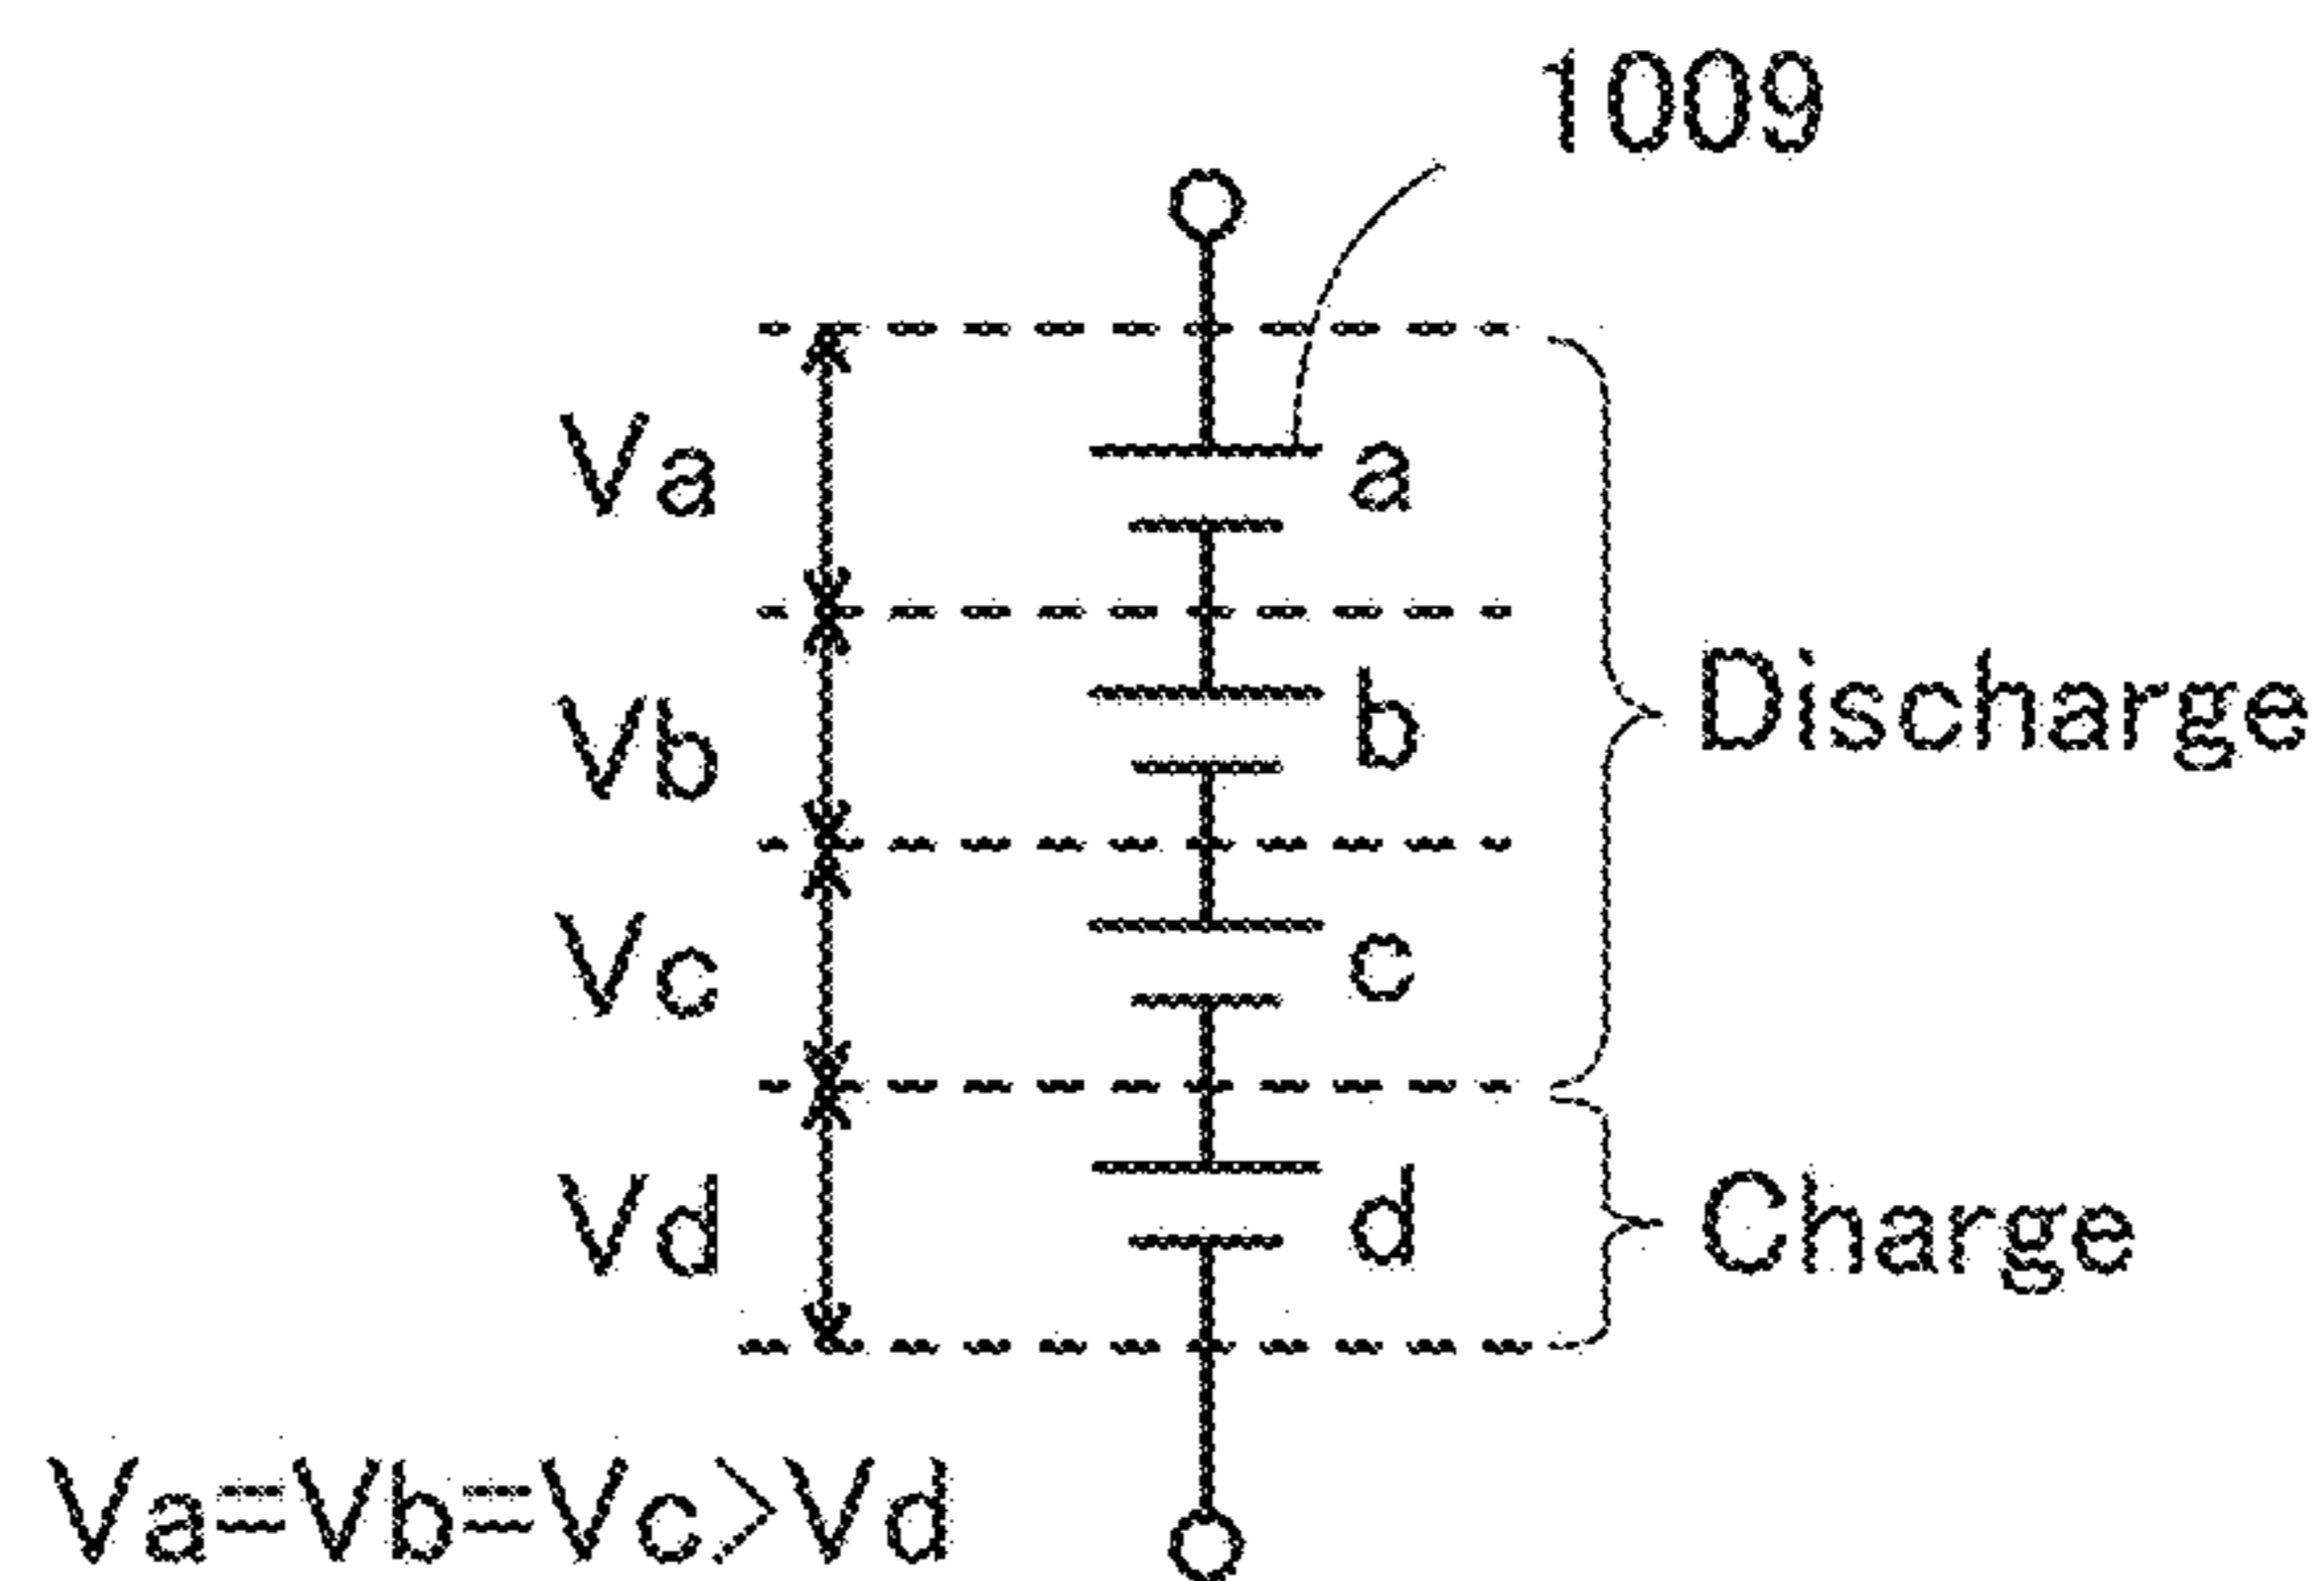 1009
Va
a
Vb
b
Discharge
Vc
c
Vd
d
Charge
Va=Vb=Vc>Vd